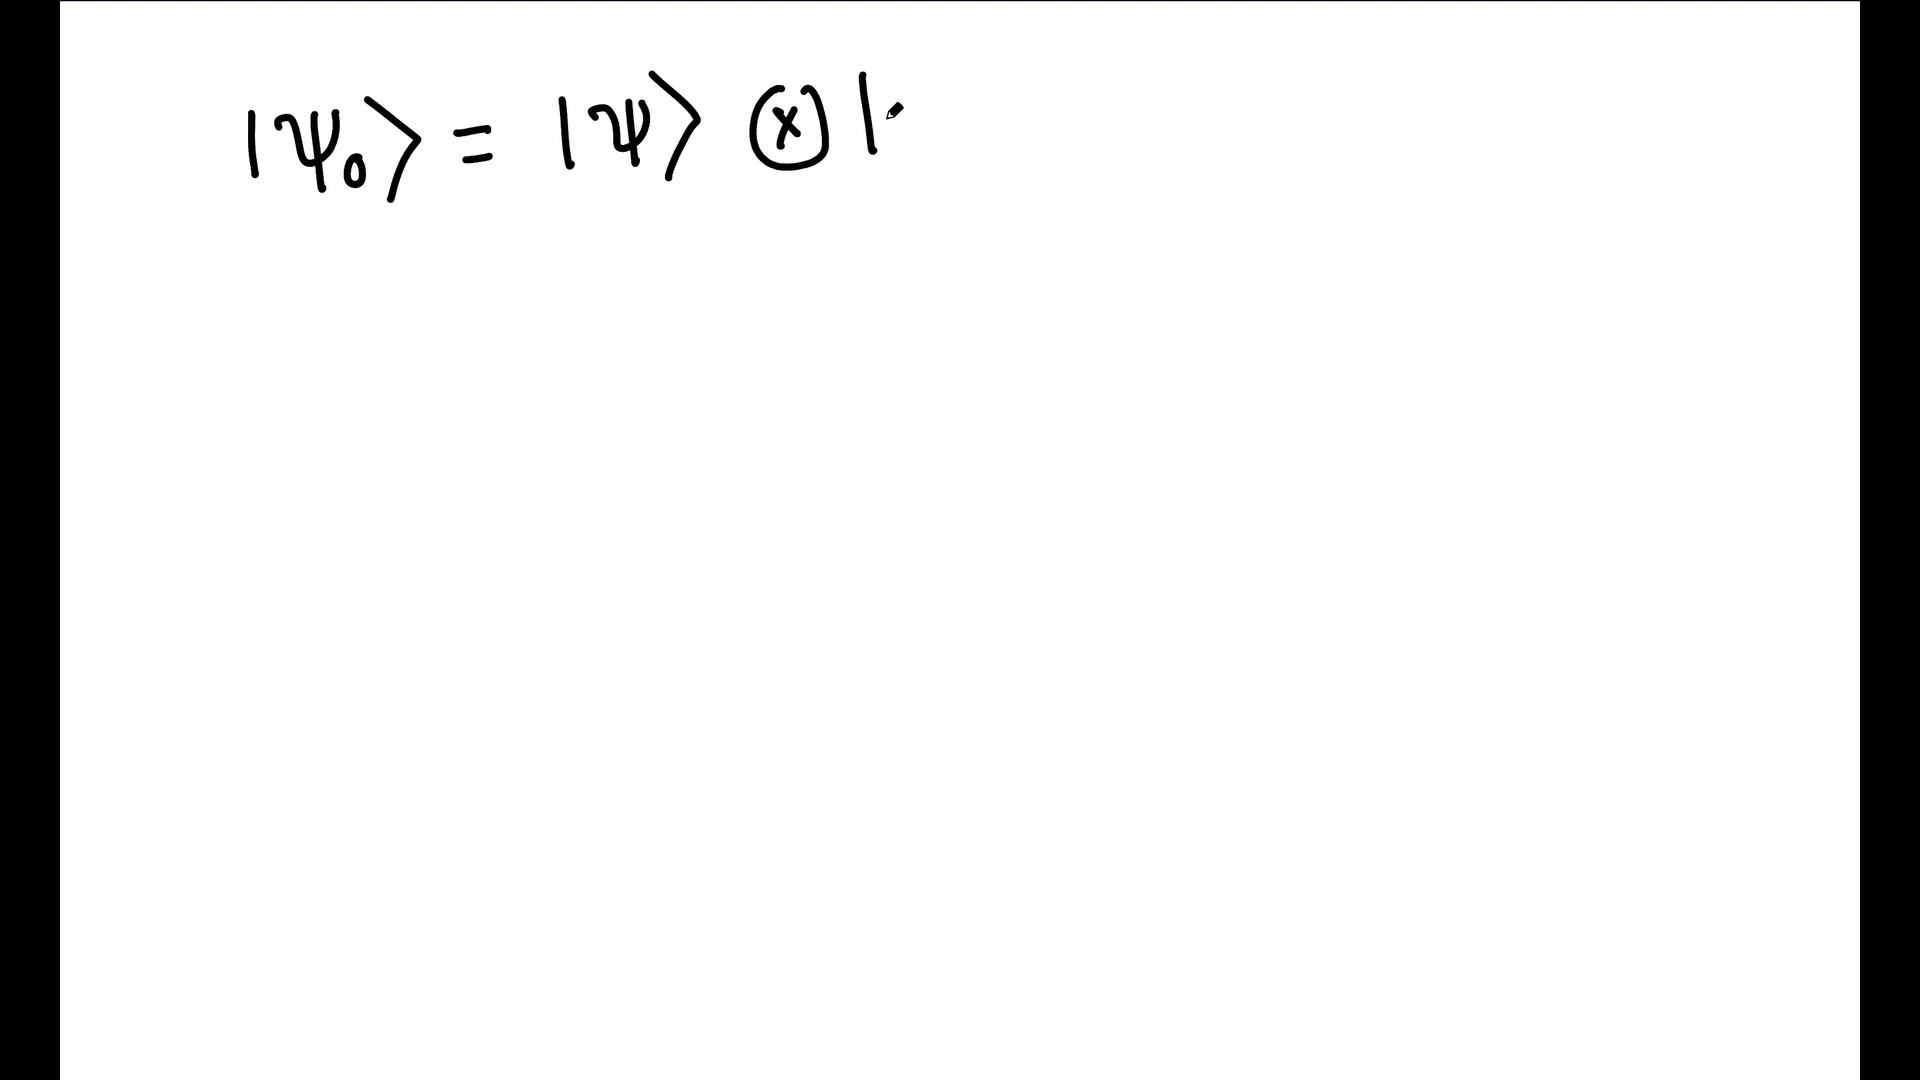 |ψ₀⟩ = |ψ⟩ ⊗ |